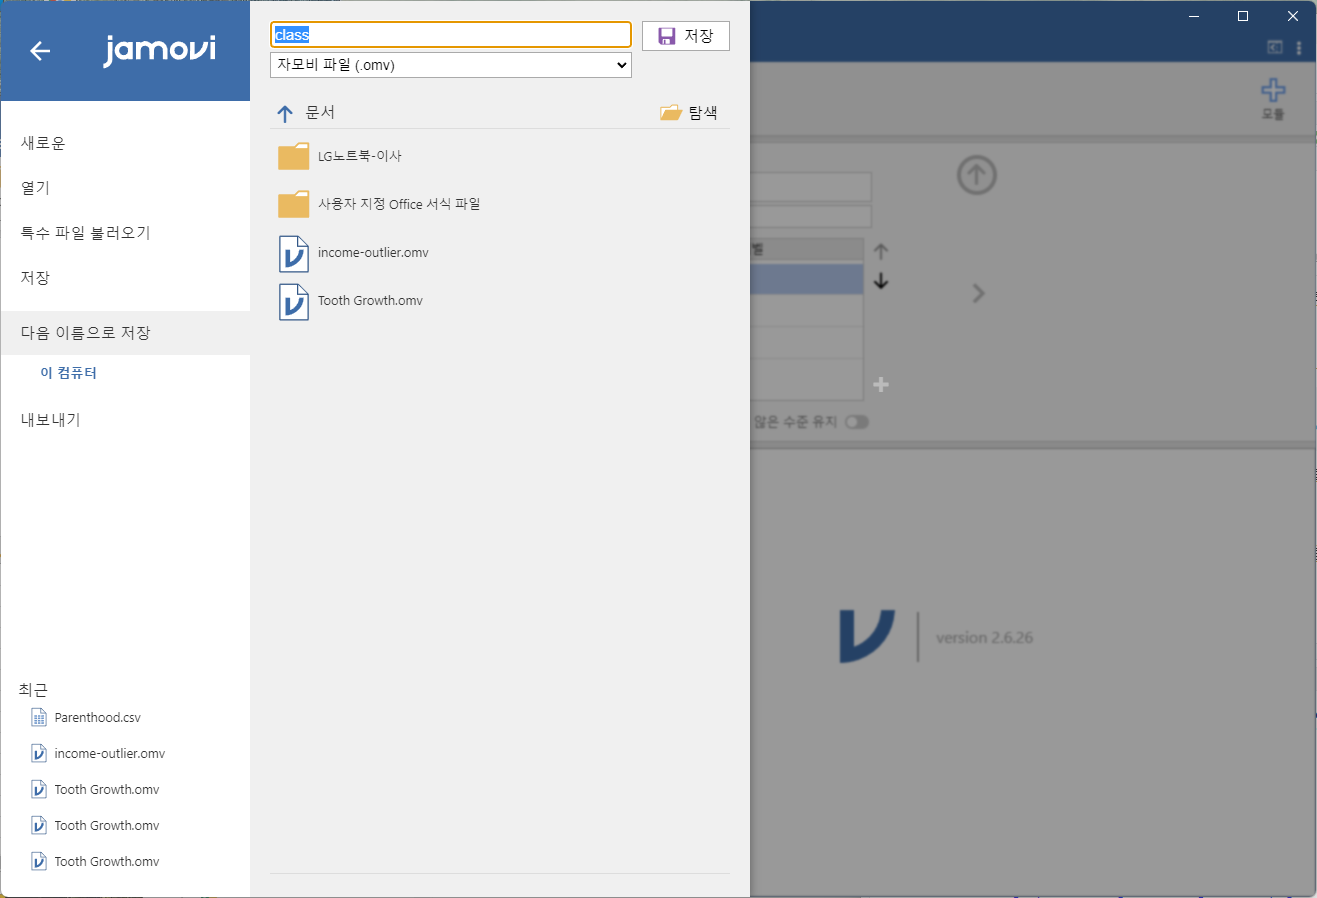 jamovi
새로운
열기
특수 파일 불러오기
저장
다음 이름으로 저장
이 컴퓨터
내보내기
최근
Parenthood.csv
income-outlier.omv
Tooth Growth.omv
Tooth Growth.omv
Tooth Growth.omv
class
저장
자모비 파일 (.omv)
문서
탐색
LG노트북-이사
사용자 지정 Office 서식 파일
income-outlier.omv
Tooth Growth.omv
모듈
않은 수준 유지
version 2.6.26